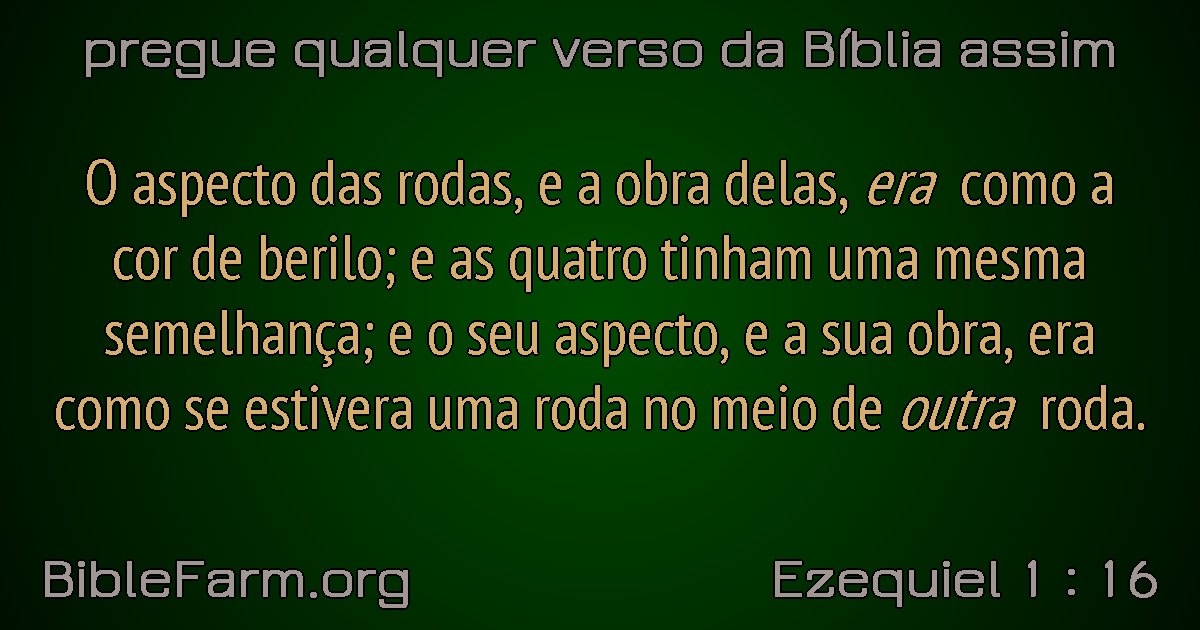 pregue qualquer verso da Bíblia assim
O aspecto das rodas, e a obra delas, era como a
cor de berilo; e as quatro tinham uma mesma
semelhança; e o seu aspecto, e a sua obra, era
como se estivera uma roda no meio de outra roda.
BibleFarm.org
Ezequiel 1 : 16